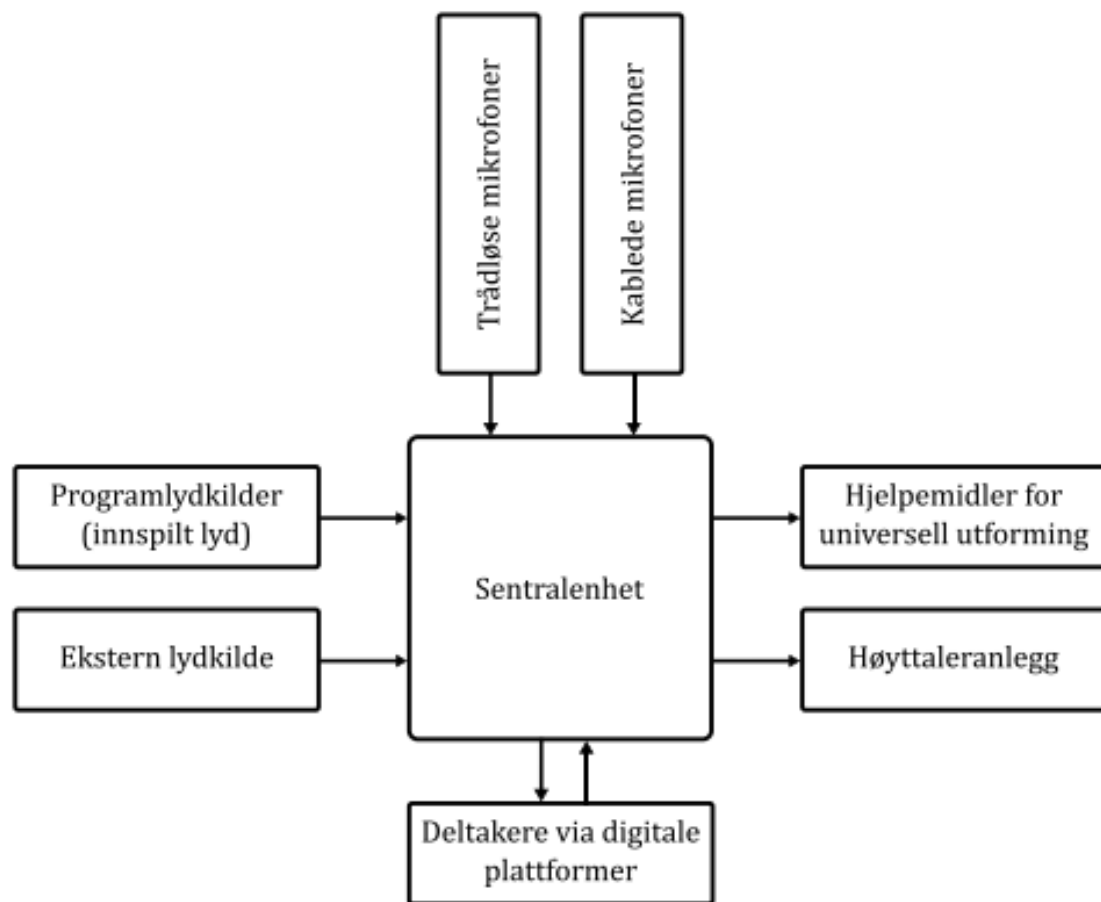 Trådløse mikrofoner
Kablede mikrofoner
Programlydkilder
(innspilt lyd)
Ekstern lydkilde
Sentralenhet
Hjelpemidler for
universell utforming
Høyttaleranlegg
Deltakere via digitale
plattformer